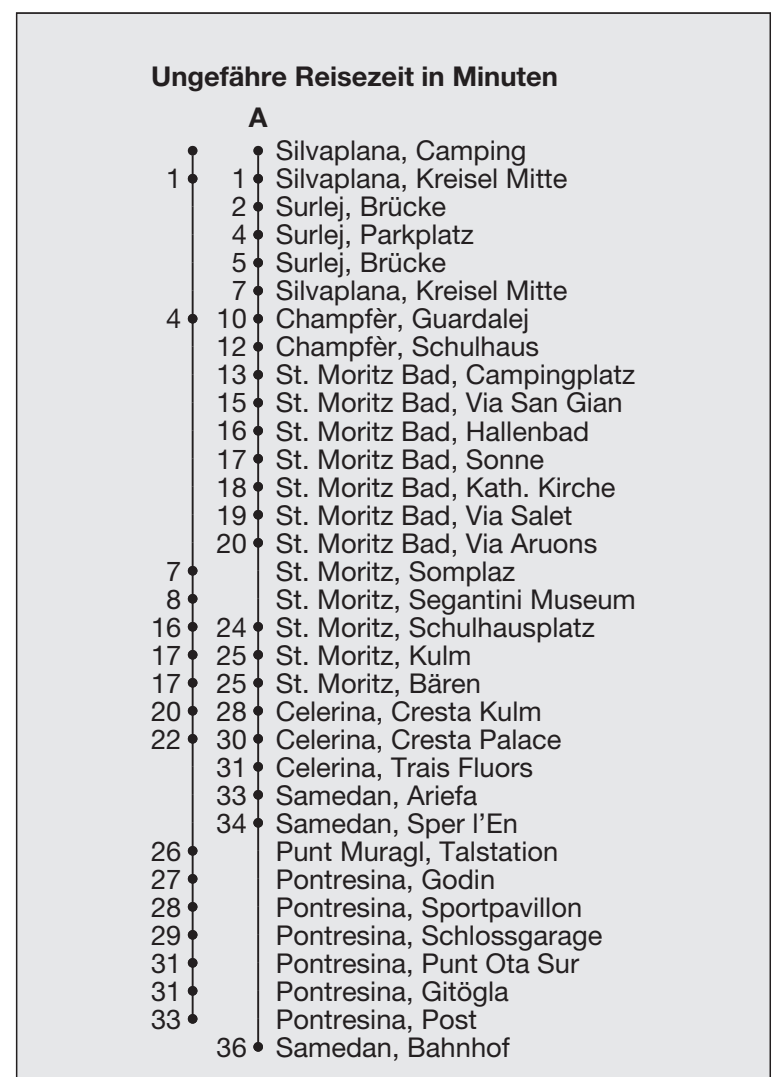 Ungefähre Reisezeit in Minuten
A
Silvaplana, Camping
1 1 Silvaplana, Kreisel Mitte
2 Surlej, Brücke
4 Surlej, Parkplatz
5 Surlej, Brücke
7 Silvaplana, Kreisel Mitte
4 10 Champfèr, Guardalej
12 Champfèr, Schulhaus
13 St. Moritz Bad, Campingplatz
15 St. Moritz Bad, Via San Gian
16 St. Moritz Bad, Hallenbad
17 St. Moritz Bad, Sonne
18 St. Moritz Bad, Kath. Kirche
19 St. Moritz Bad, Via Salet
20 St. Moritz Bad, Via Aruons
7 St. Moritz, Somplaz
8 St. Moritz, Segantini Museum
16 24 St. Moritz, Schulhausplatz
17 25 St. Moritz, Kulm
17 25 St. Moritz, Bären
20 28 Celerina, Cresta Kulm
22 30 Celerina, Cresta Palace
31 Celerina, Trais Fluors
33 Samedan, Ariefa
34 Samedan, Sper l'En
26 Punt Muragl, Talstation
27 Pontresina, Godin
28 Pontresina, Sportpavillon
29 Pontresina, Schlossgarage
31 Pontresina, Punt Ota Sur
31 Pontresina, Gitögla
33 Pontresina, Post
36 Samedan, Bahnhof